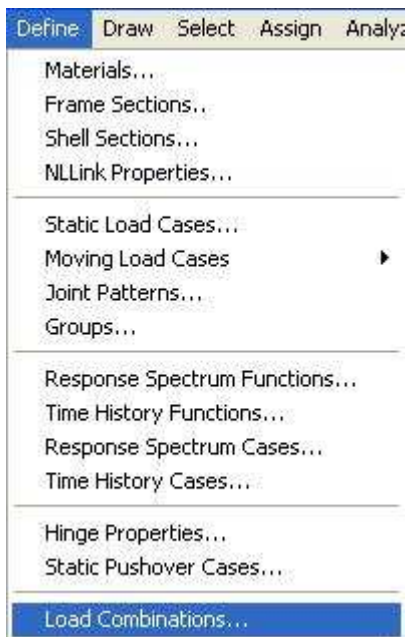 Define Draw Select Assign Analyz
Materials...
Frame Sections..
Shell Sections...
NLLink Properties...
Static Load Cases...
Moving Load Cases
Joint Patterns...
Groups...
Response Spectrum Functions...
Time History Functions...
Response Spectrum Cases...
Time History Cases...
Hinge Properties...
Static Pushover Cases...
Load Combinations...